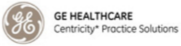 GE HEALTHCARE
Centricity* Practice Solutions